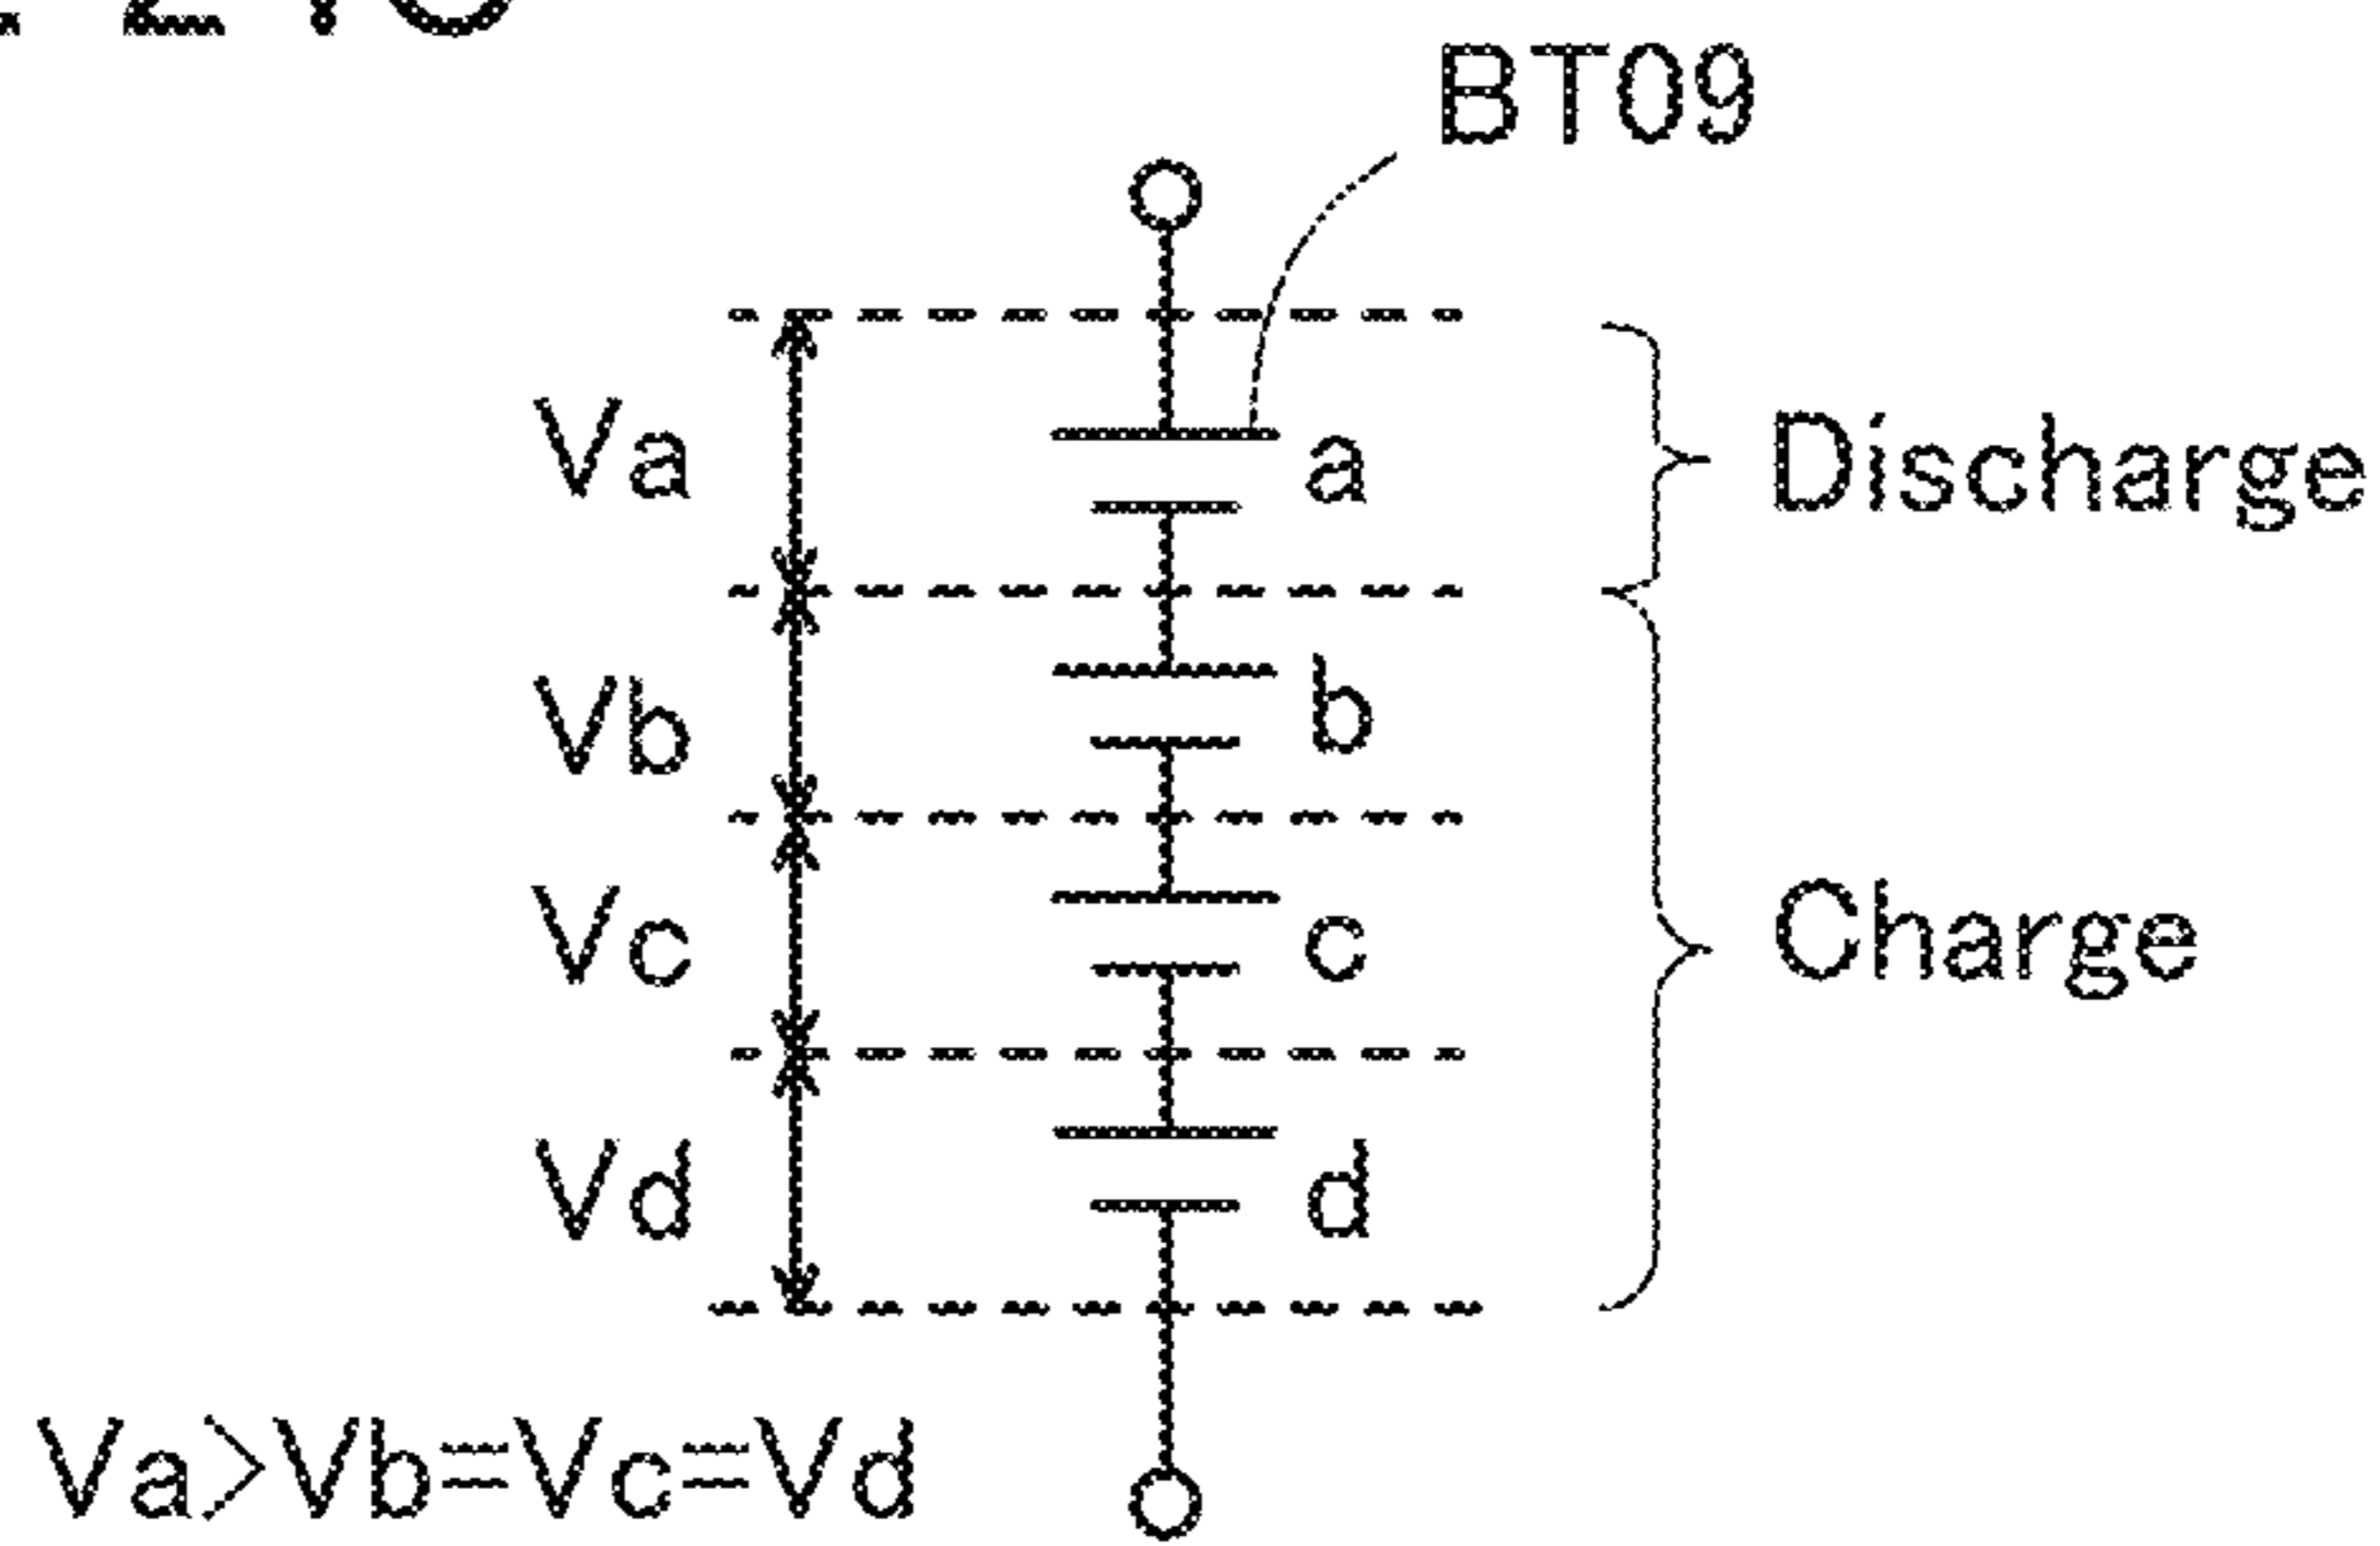 BT09
Va
a
Discharge
Vb
b
Vc
c
Charge
Vd
d
Va>Vb=Vc=Vd